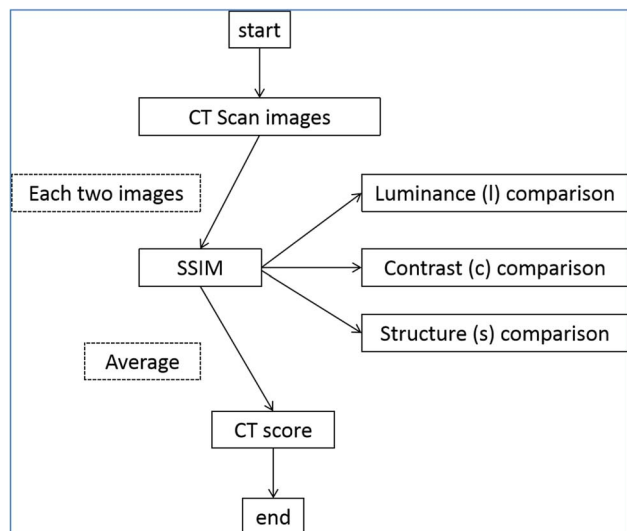 start
CT Scan images
Each two images
Luminance (l) comparison
SSIM
Contrast (c) comparison
Structure (s) comparison
Average
CT score
end